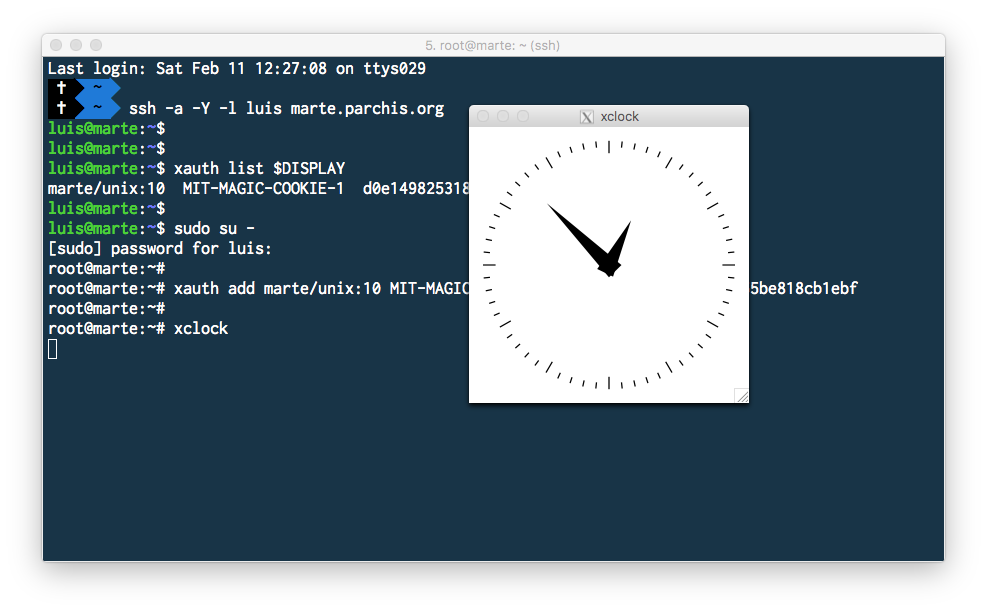 5. root@marte: ~ (ssh)
Last login: Sat Feb 11 12:27:08 on ttys029
† ~
† ~ ssh -a -Y -l luis marte.parchis.org
luis@marte:~$
luis@marte:~$
luis@marte:~$ xauth list $DISPLAY
marte/unix:10 MIT-MAGIC-COOKIE-1 d0e149825318
luis@marte:~$
luis@marte:~$ sudo su -
[sudo] password for luis:
root@marte:~#
root@marte:~# xauth add marte/unix:10 MIT-MAGIC 5be818cb1ebf
root@marte:~#
root@marte:~# xclock
X xclock